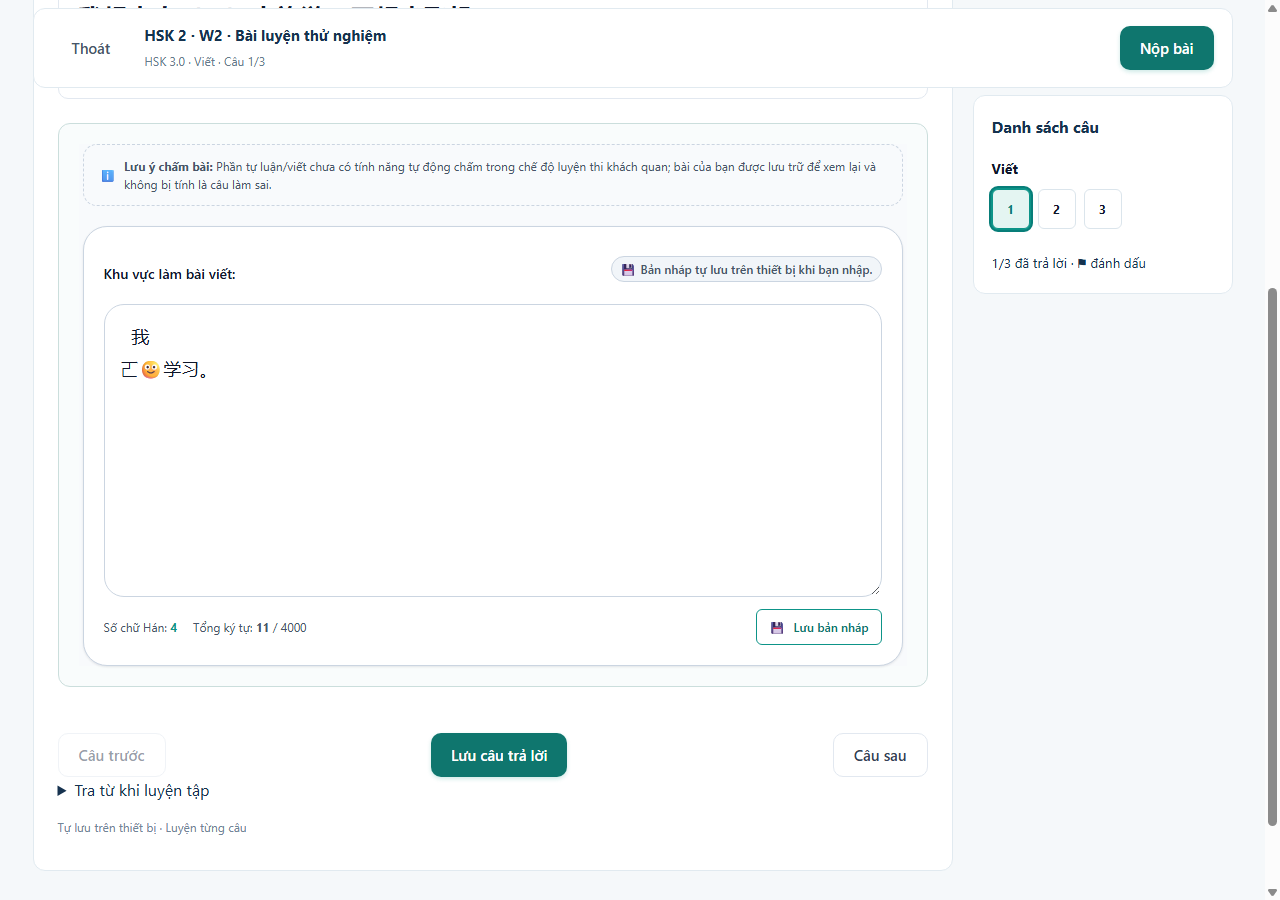 Thoát
HSK 2 · W2 · Bài luyện thử nghiệm
HSK 3.0 · Viết · Câu 1/3
Nộp bài
Lưu ý chấm bài: Phần tự luận/viết chưa có tính năng tự động chấm trong chế độ luyện thi khách quan; bài của bạn được lưu trữ để xem lại và
không bị tính là câu làm sai.
Khu vực làm bài viết:
Bản nháp tự lưu trên thiết bị khi bạn nhập.
我
学习。
Số chữ Hán: 4 Tổng ký tự: 11 / 4000
Lưu bản nháp
Câu trước
Lưu câu trả lời
Câu sau
Tra từ khi luyện tập
Tự lưu trên thiết bị · Luyện từng câu
Danh sách câu
Viết
1
2
3
1/3 đã trả lời · ⚑ đánh dấu